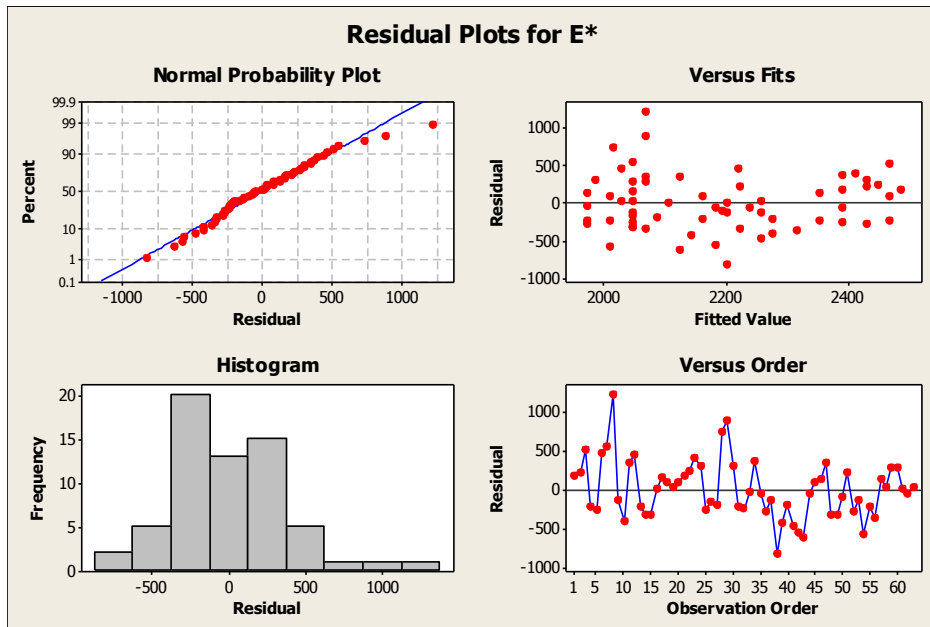 Residual Plots for E*
Normal Probability Plot
99.9
99
90
50
10
1
0.1
Percent
-1000
-500
0
500
1000
Residual
Versus Fits
1000
500
0
-500
-1000
Residual
2000
2200
2400
Fitted Value
Histogram
20
15
10
5
0
Frequency
-500
0
500
1000
Residual
Versus Order
1000
500
0
-500
-1000
Residual
1 5 10 15 20 25 30 35 40 45 50 55 60
Observation Order